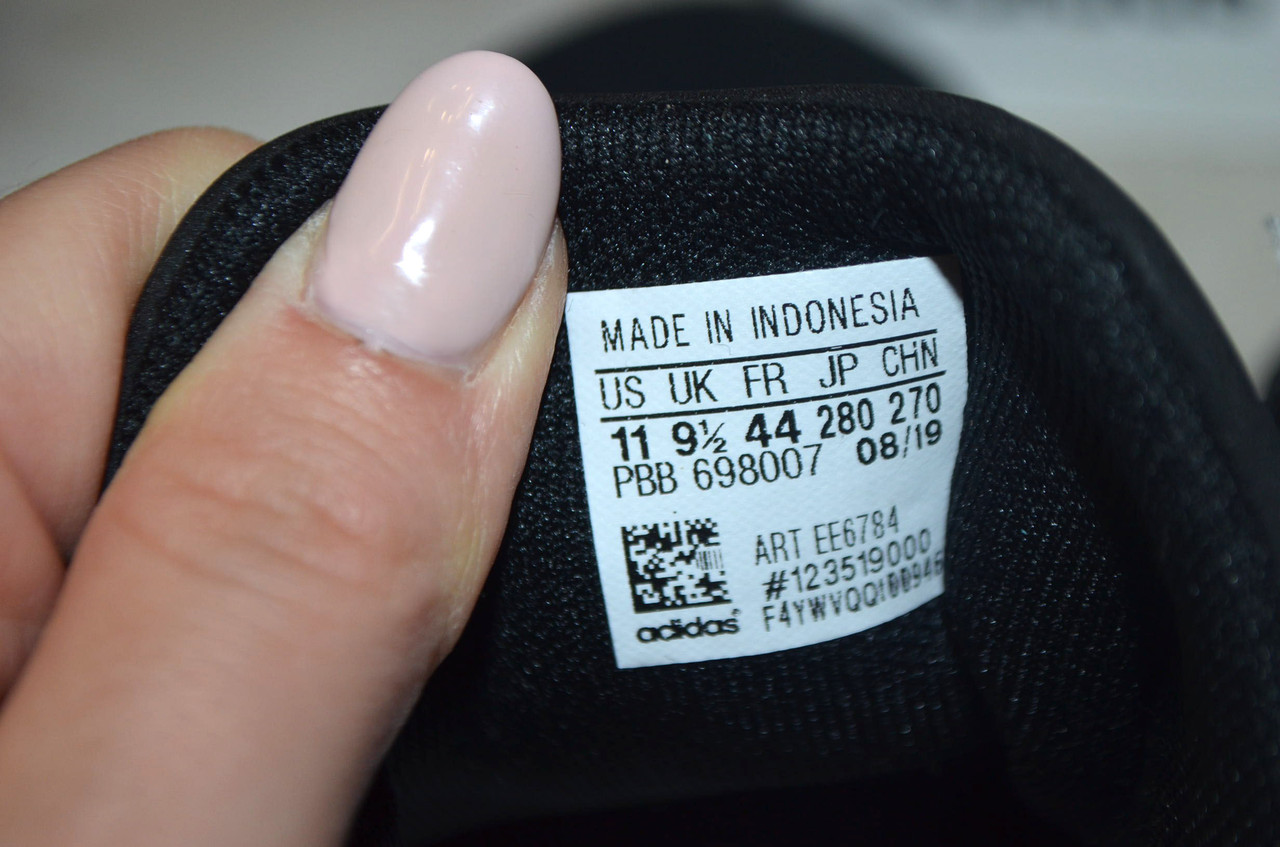 MADE IN INDONESIA
US UK FR JP CHN
11 9½ 44 280 270
PBB 698007 08/19
ART EE6784
#123519000
adidas